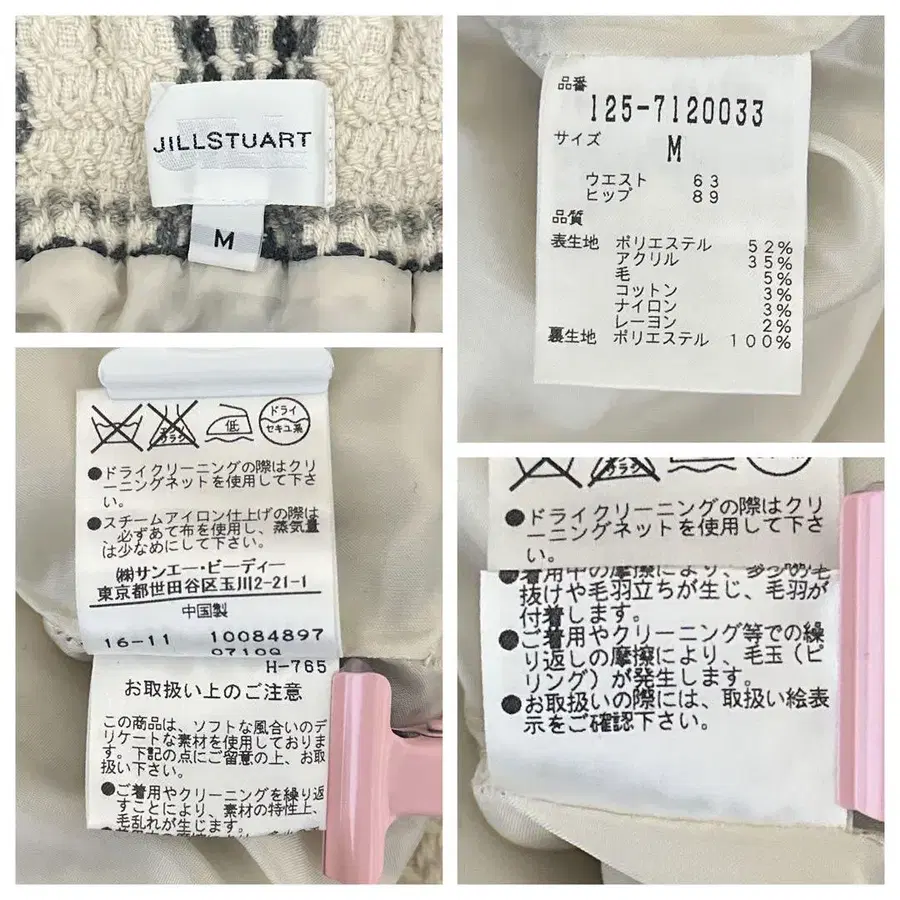 JILLSTUART
M
品番
125-7120033
サイズ
M
ウエスト 63
ヒップ 89
品質
表生地 ポリエステル 52%
アクリル 35%
毛 5%
コットン 3%
ナイロン 3%
レーヨン 2%
裏生地 ポリエステル 100%
低
ドライ
セキユ系
●ドライクリーニングの際はクリ
ーニングネットを使用して下さ
い。
●スチームアイロン仕上げの際は
必ずあて布を使用し、蒸気量
は少なめにして下さい。
㈱サンエー・ビーディー
東京都世田谷区玉川2-21-1
中国製
16-11 10084897
0710Q
H-765
お取扱い上のご注意
この商品は、ソフトな風合いのデ
リケートな素材を使用しておりま
す。下記の点にご留意の上、お取
扱い下さい。
●ご着用やクリーニングを繰り返
すことにより、素材の特性上、
毛乱れが生じます。
●ドライクリーニングの際はクリ
ーニングネットを使用して下さ
い。
●着用中の摩擦により、多少の毛
抜けや毛羽立ちが生じ、毛羽が
付着します。
●ご着用やクリーニング等での繰
り返しの摩擦により、毛玉（ピ
リング）が発生します。
●お取扱いの際には、取扱い絵表
示をご確認下さい。